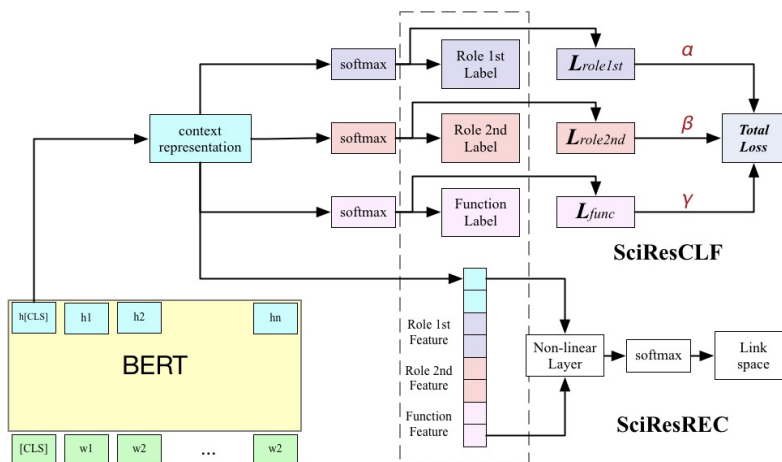 softmax
Role 1st
Label
Lrole1st
α
context
representation
softmax
Role 2nd
Label
Lrole2nd
β
Total
Loss
softmax
Function
Label
Lfunc
γ
SciResCLF
h[CLS]
h1
h2
hn
BERT
Role 1st
Feature
Role 2nd
Feature
Function
Feature
Non-linear
Layer
softmax
Link
space
SciResREC
[CLS]
w1
w2
...
w2